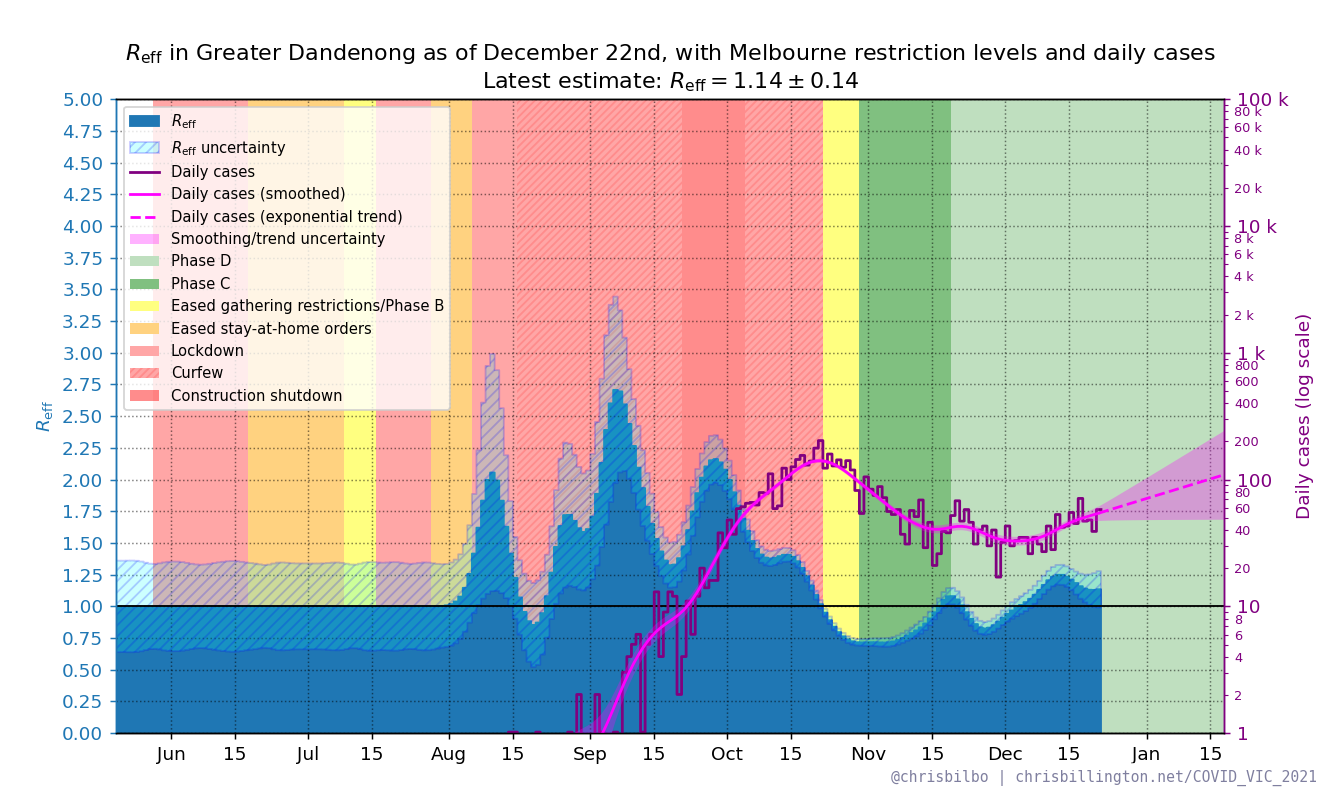 Reff in Greater Dandenong as of December 22nd, with Melbourne restriction levels and daily cases
Latest estimate: Reff = 1.14 ± 0.14
5.00
4.75
4.50
4.25
4.00
3.75
3.50
3.25
3.00
2.75
2.50
2.25
2.00
1.75
1.50
1.25
1.00
0.75
0.50
0.25
0.00
Reff
Reff
Reff uncertainty
Daily cases
Daily cases (smoothed)
Daily cases (exponential trend)
Smoothing/trend uncertainty
Phase D
Phase C
Eased gathering restrictions/Phase B
Eased stay-at-home orders
Lockdown
Curfew
Construction shutdown
100 k
80 k
60 k
40 k
20 k
10 k
8 k
6 k
4 k
2 k
1 k
800
600
400
200
100
80
60
40
20
10
8
6
4
2
1
Daily cases (log scale)
Jun 15 Jul 15 Aug 15 Sep 15 Oct 15 Nov 15 Dec 15 Jan 15
@chrisbilbo | chrisbillington.net/COVID_VIC_2021